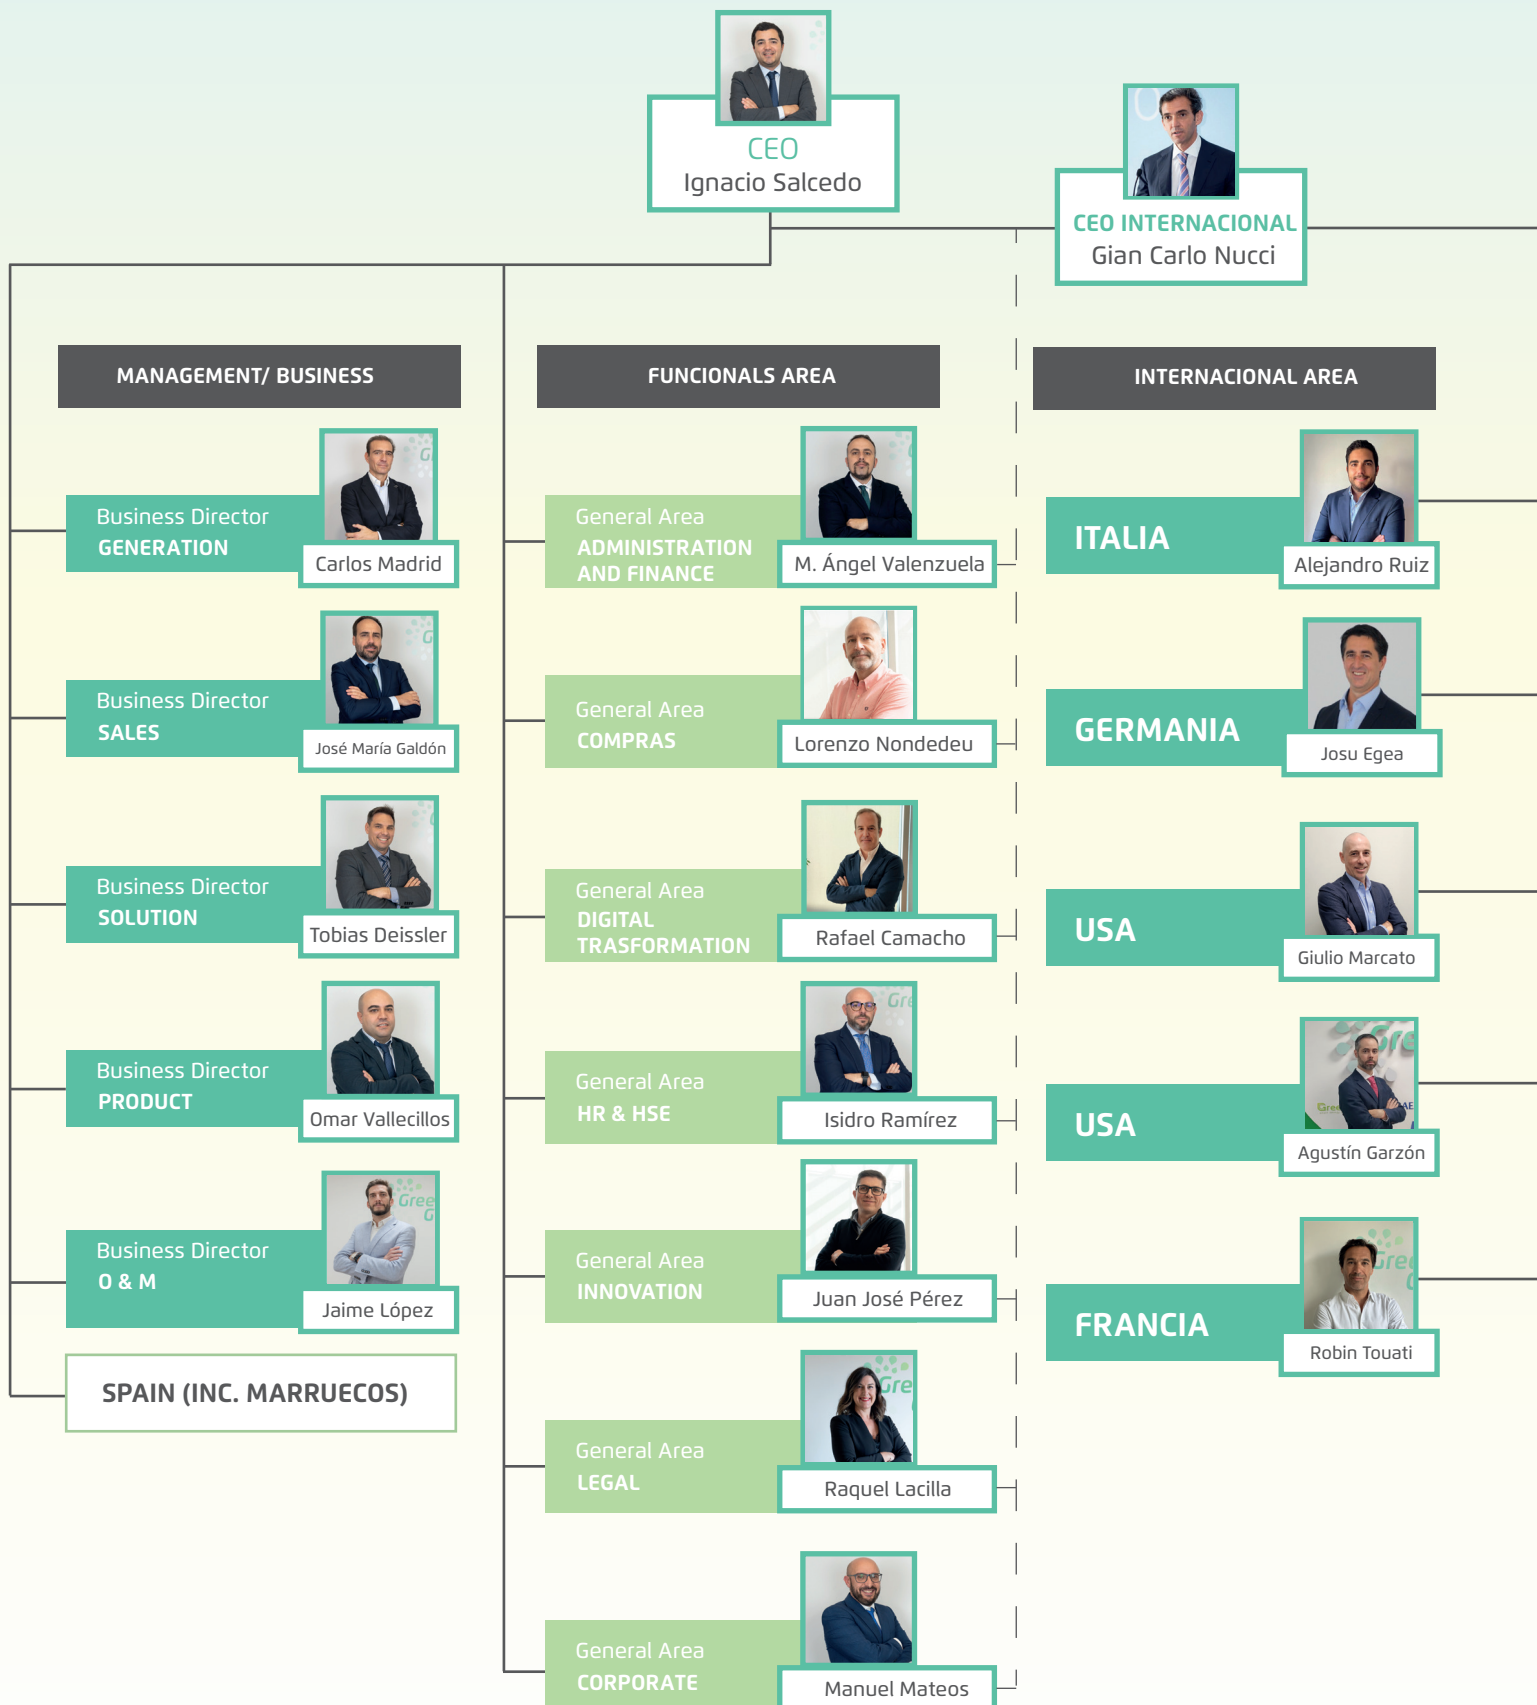 CEO
Ignacio Salcedo
CEO INTERNACIONAL
Gian Carlo Nucci
MANAGEMENT/ BUSINESS
Business Director
GENERATION
Carlos Madrid
Business Director
SALES
José María Galdón
Business Director
SOLUTION
Tobias Deissler
Business Director
PRODUCT
Omar Vallecillos
Business Director
O & M
Jaime López
SPAIN (INC. MARRUECOS)
FUNCIONALS AREA
General Area
ADMINISTRATION
AND FINANCE
M. Ángel Valenzuela
General Area
COMPRAS
Lorenzo Nondedeu
General Area
DIGITAL
TRASFORMATION
Rafael Camacho
General Area
HR & HSE
Isidro Ramírez
General Area
INNOVATION
Juan José Pérez
General Area
LEGAL
Raquel Lacilla
General Area
CORPORATE
Manuel Mateos
INTERNACIONAL AREA
ITALIA
Alejandro Ruiz
GERMANIA
Josu Egea
USA
Giulio Marcato
USA
Agustín Garzón
FRANCIA
Robin Touati